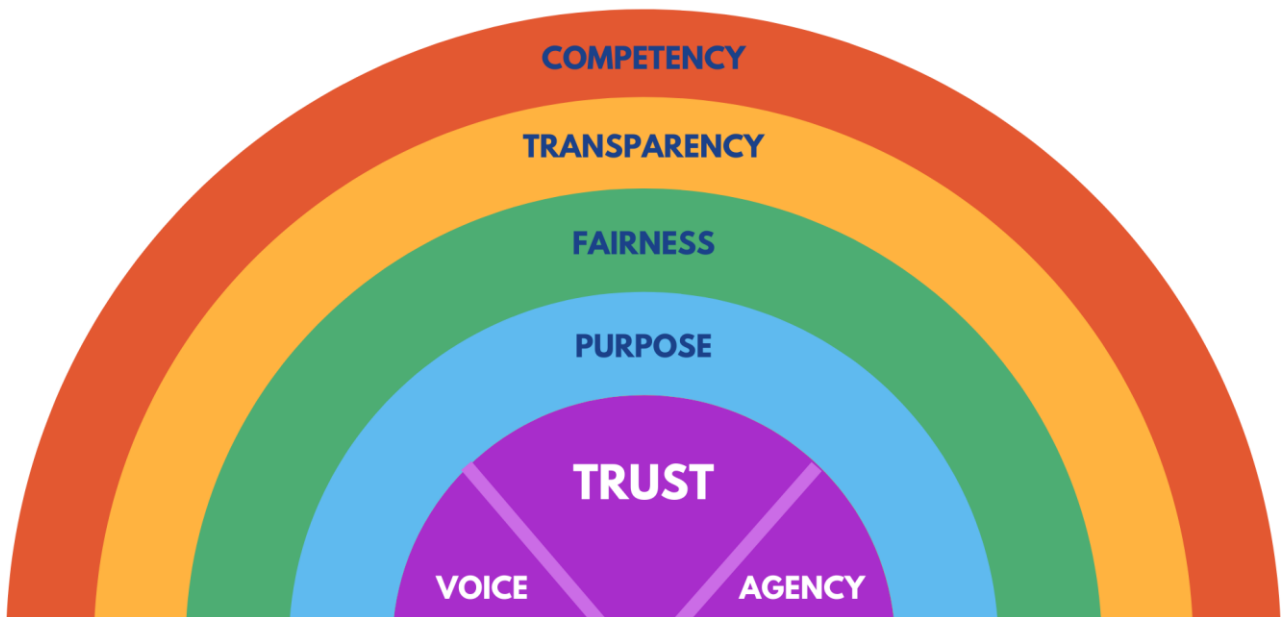 COMPETENCY
TRANSPARENCY
FAIRNESS
PURPOSE
TRUST
VOICE
AGENCY